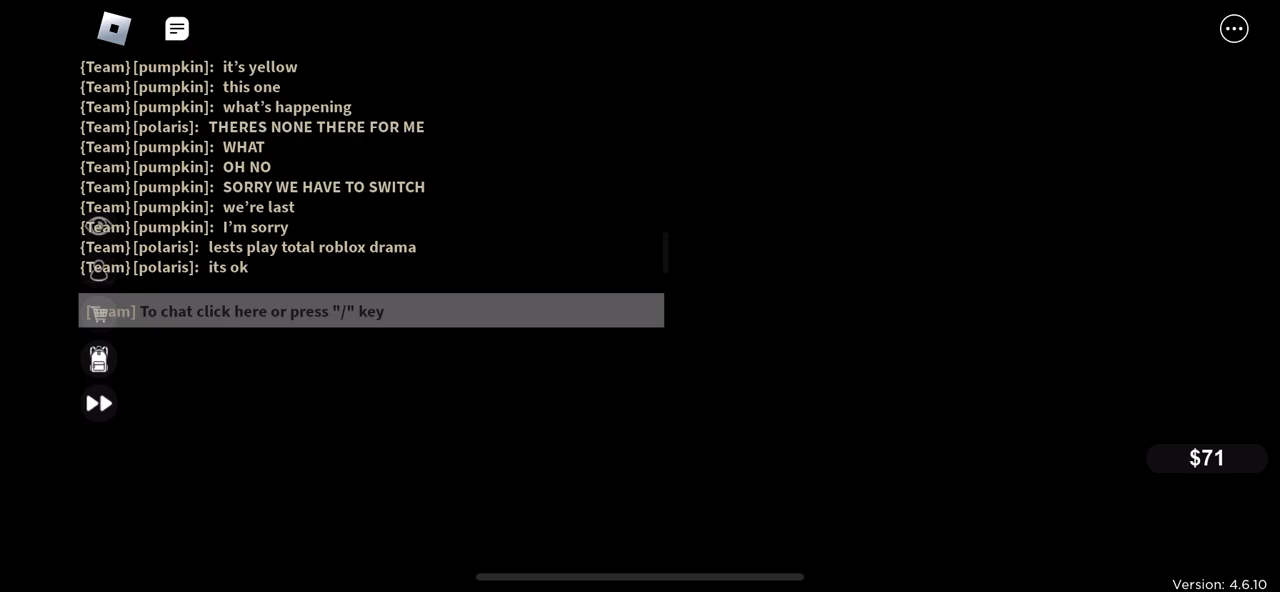 {Team} [pumpkin]: it's yellow
{Team} [pumpkin]: this one
{Team} [pumpkin]: what's happening
{Team} [polaris]: THERES NONE THERE FOR ME
{Team} [pumpkin]: WHAT
{Team} [pumpkin]: OH NO
{Team} [pumpkin]: SORRY WE HAVE TO SWITCH
{Team} [pumpkin]: we're last
{Team} [pumpkin]: I'm sorry
{Team} [polaris]: lests play total roblox drama
{Team} [polaris]: its ok
[Team] To chat click here or press "/" key
$71
Version: 4.6.10